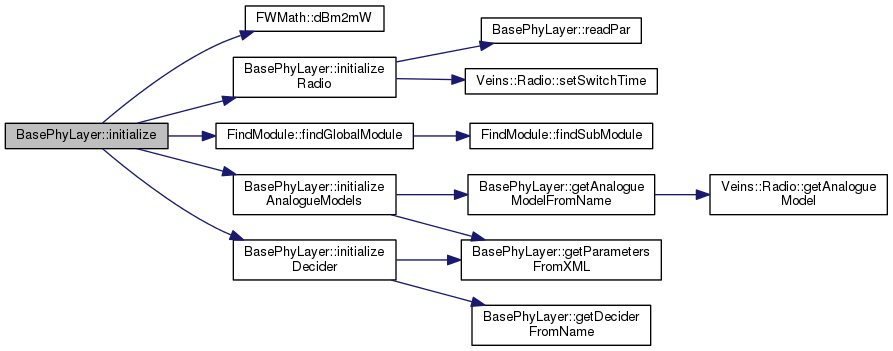 FWMath::dBm2mW
BasePhyLayer::readPar
BasePhyLayer::initialize
Radio
Veins::Radio::setSwitchTime
BasePhyLayer::initialize
FindModule::findGlobalModule
FindModule::findSubModule
BasePhyLayer::initialize
AnalogueModels
BasePhyLayer::getAnalogue
ModelFromName
Veins::Radio::getAnalogue
Model
BasePhyLayer::initialize
Decider
BasePhyLayer::getParameters
FromXML
BasePhyLayer::getDecider
FromName